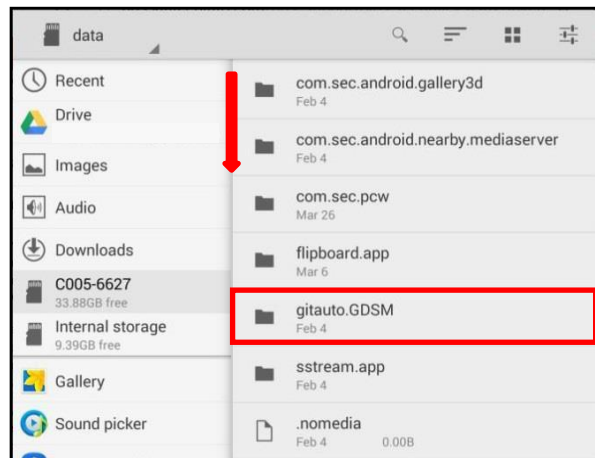 data
Recent
Drive
Images
Audio
Downloads
C005-6627
33.88GB free
Internal storage
9.39GB free
Gallery
Sound picker
com.sec.android.gallery3d
Feb 4
com.sec.android.nearby.mediaserver
Feb 4
com.sec.pcw
Mar 26
flipboard.app
Mar 6
gitauto.GDSM
Feb 4
sstream.app
Feb 4
.nomedia
Feb 4 0.00B